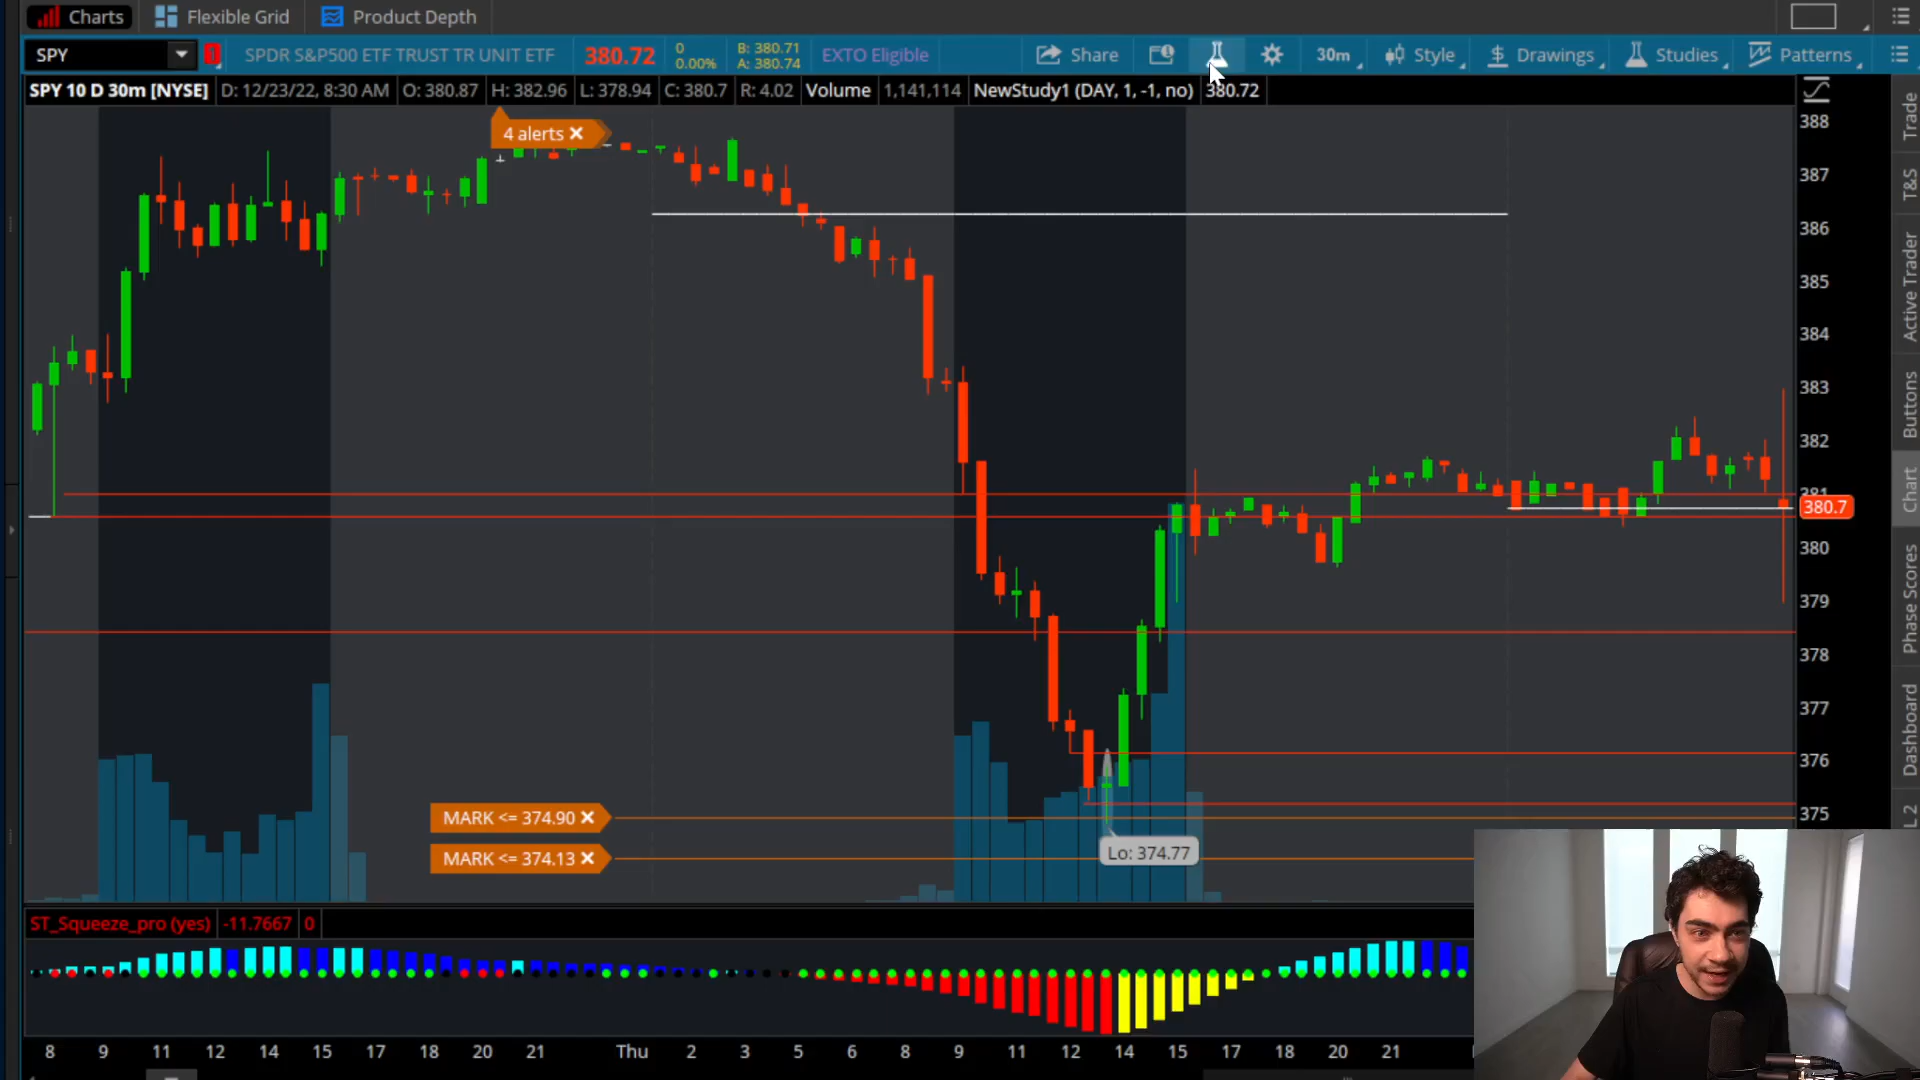 Charts Flexible Grid Product Depth
SPY SPDR S&P500 ETF TRUST TR UNIT ETF 380.72 0 0.00% B: 380.71 A: 380.74 EXTO Eligible Share 30m Style Drawings Studies Patterns
SPY 10 D 30m [NYSE] D: 12/23/22, 8:30 AM O: 380.87 H: 382.96 L: 378.94 C: 380.7 R: 4.02 Volume 1,141,114 NewStudy1 (DAY, 1, -1, no) 380.72
4 alerts
388
387
386
385
384
383
382
381
380.7
380
379
378
377
376
375
MARK <= 374.90
MARK <= 374.13
Lo: 374.77
Trade
T&S
Active Trader
Buttons
Chart
Phase Scores
Dashboard
L 2
ST_Squeeze_pro (yes) -11.7667 0
8 9 11 12 14 15 17 18 20 21 Thu 2 3 5 6 8 9 11 12 14 15 17 18 20 21